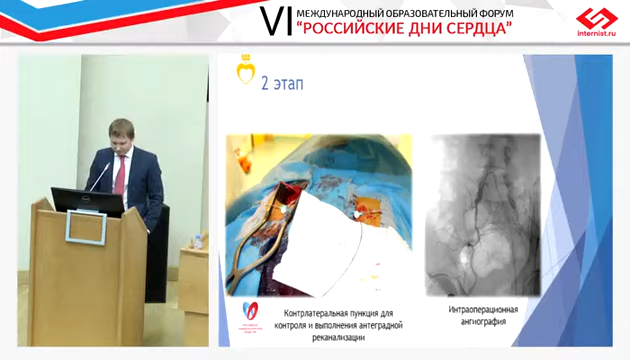 VI МЕЖДУНАРОДНЫЙ ОБРАЗОВАТЕЛЬНЫЙ ФОРУМ
"РОССИЙСКИЕ ДНИ СЕРДЦА"
internist.ru
2 этап
Контрлатеральная пункция для
контроля и выполнения антеградной
реканализации
Интраоперационная
ангиография